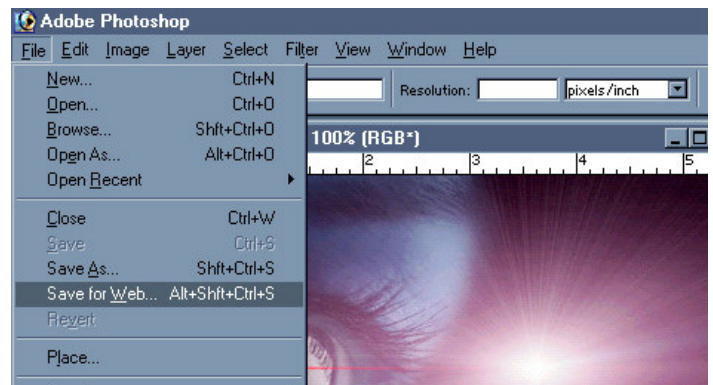 Adobe Photoshop
File Edit Image Layer Select Filter View Window Help
New... Ctrl+N
Resolution: pixels/inch
Open... Ctrl+O
Browse... Shft+Ctrl+O
Open As... Alt+Ctrl+O
Open Recent
100% (RGB*)
2 3 4 5
Close Ctrl+W
Save Ctrl+S
Save As... Shft+Ctrl+S
Save for Web... Alt+Shft+Ctrl+S
Revert
Place...